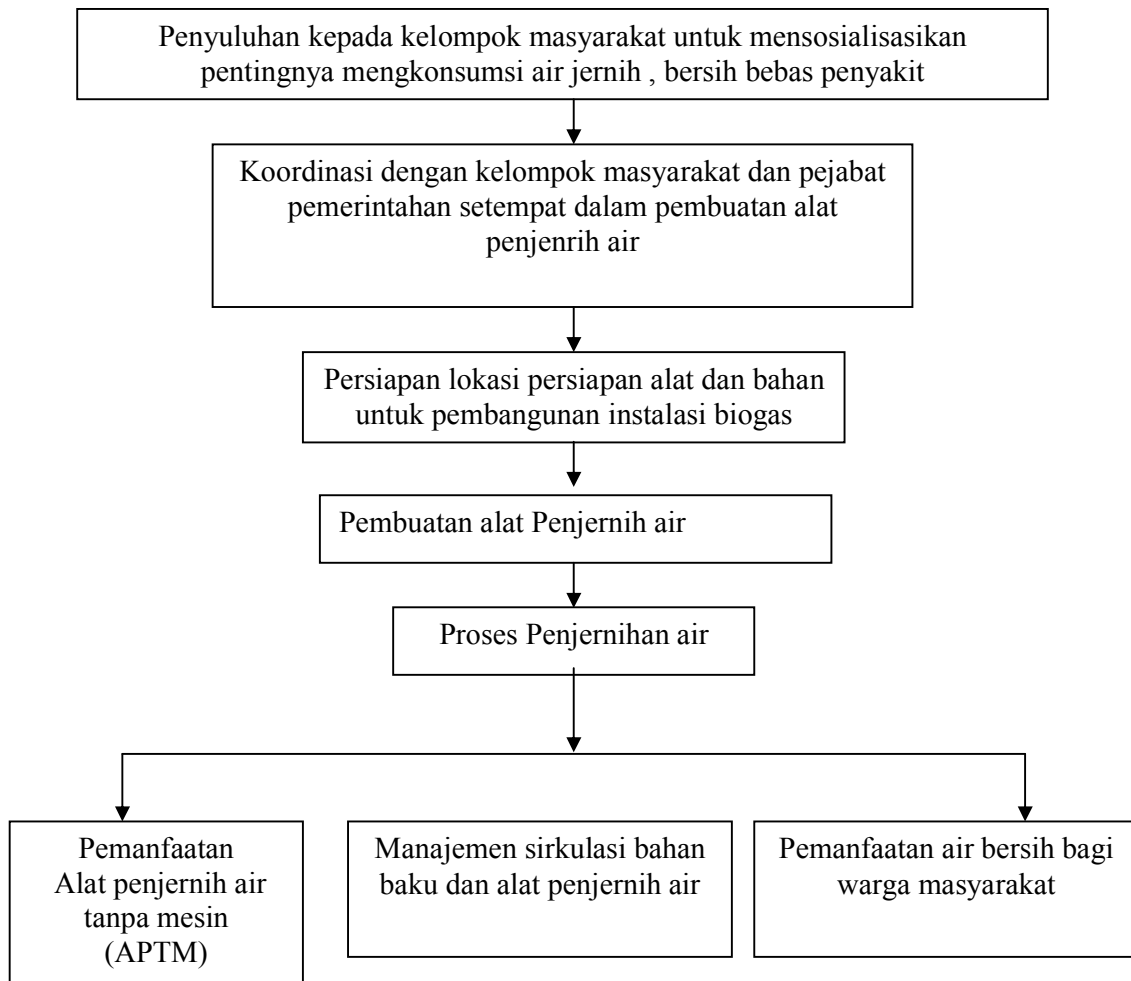 Penyuluhan kepada kelompok masyarakat untuk mensosialisasikan
pentingnya mengkonsumsi air jernih , bersih bebas penyakit
Koordinasi dengan kelompok masyarakat dan pejabat
pemerintahan setempat dalam pembuatan alat
penjenrih air
Persiapan lokasi persiapan alat dan bahan
untuk pembangunan instalasi biogas
Pembuatan alat Penjernih air
Proses Penjernihan air
Pemanfaatan
Alat penjernih air
tanpa mesin
(APTM)
Manajemen sirkulasi bahan
baku dan alat penjernih air
Pemanfaatan air bersih bagi
warga masyarakat